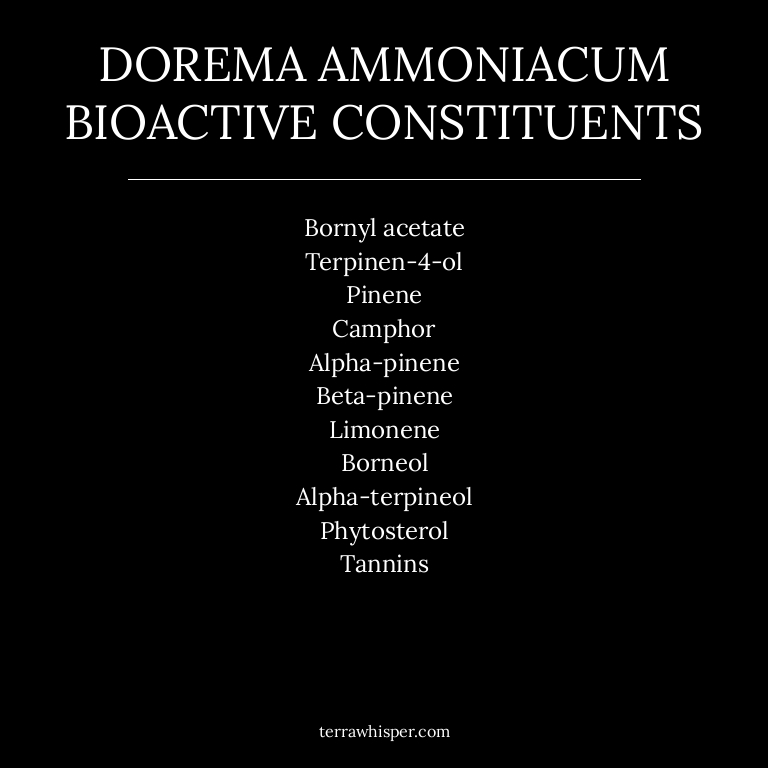 DOREMA AMMONIACUM
BIOACTIVE CONSTITUENTS
Bornyl acetate
Terpinen-4-ol
Pinene
Camphor
Alpha-pinene
Beta-pinene
Limonene
Borneol
Alpha-terpineol
Phytosterol
Tannins
terrawhisper.com